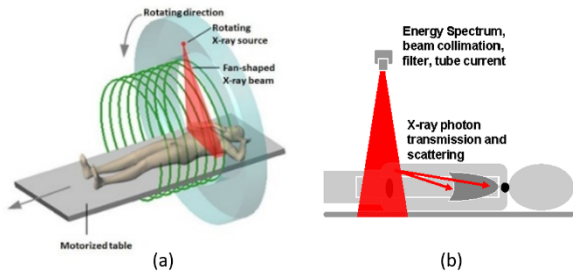 Rotating direction
Rotating
X-ray source
Fan-shaped
X-ray beam
Motorized table
(a)
Energy Spectrum,
beam collimation,
filter, tube current
X-ray photon
transmission and
scattering
(b)